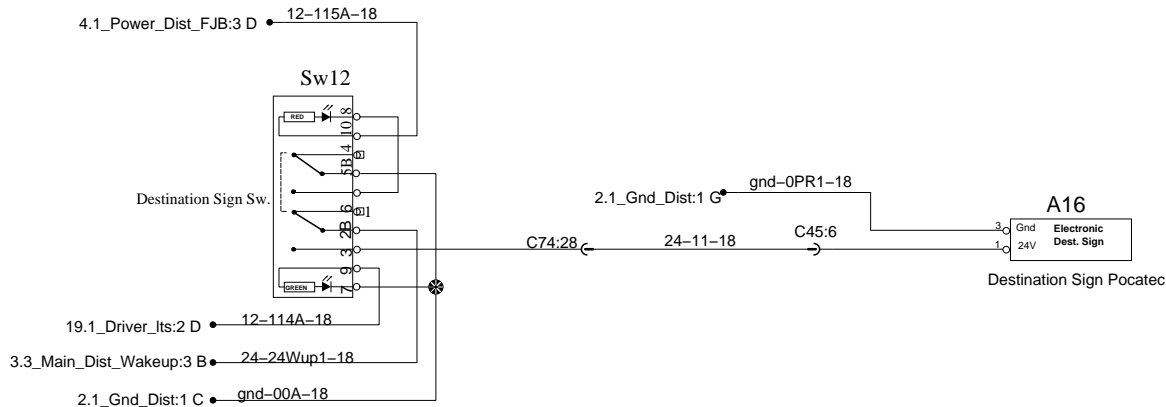 4.1_Power_Dist_FJB:3 D
12−115A−18
Sw12
RED
8
10
4
5B
Destination Sign Sw.
6
1
2B
3
9
GREEN
7
C74:28
24−11−18
C45:6
2.1_Gnd_Dist:1 G
gnd−0PR1−18
A16
3
Gnd
Electronic
1
24V
Dest. Sign
Destination Sign Pocatec
19.1_Driver_lts:2 D
12−114A−18
3.3_Main_Dist_Wakeup:3 B
24−24Wup1−18
2.1_Gnd_Dist:1 C
gnd−00A−18